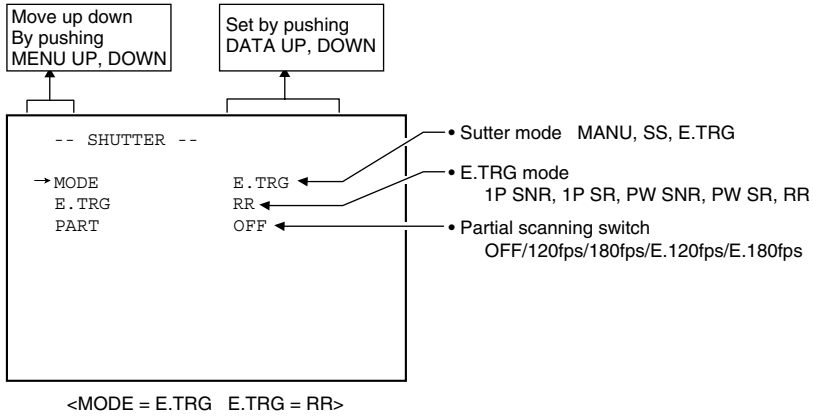 Move up down
By pushing
MENU UP, DOWN
Set by pushing
DATA UP, DOWN
-- SHUTTER --
→MODE E.TRG
E.TRG RR
PART OFF
• Sutter mode MANU, SS, E.TRG
• E.TRG mode
1P SNR, 1P SR, PW SNR, PW SR, RR
• Partial scanning switch
OFF/120fps/180fps/E.120fps/E.180fps
<MODE = E.TRG E.TRG = RR>